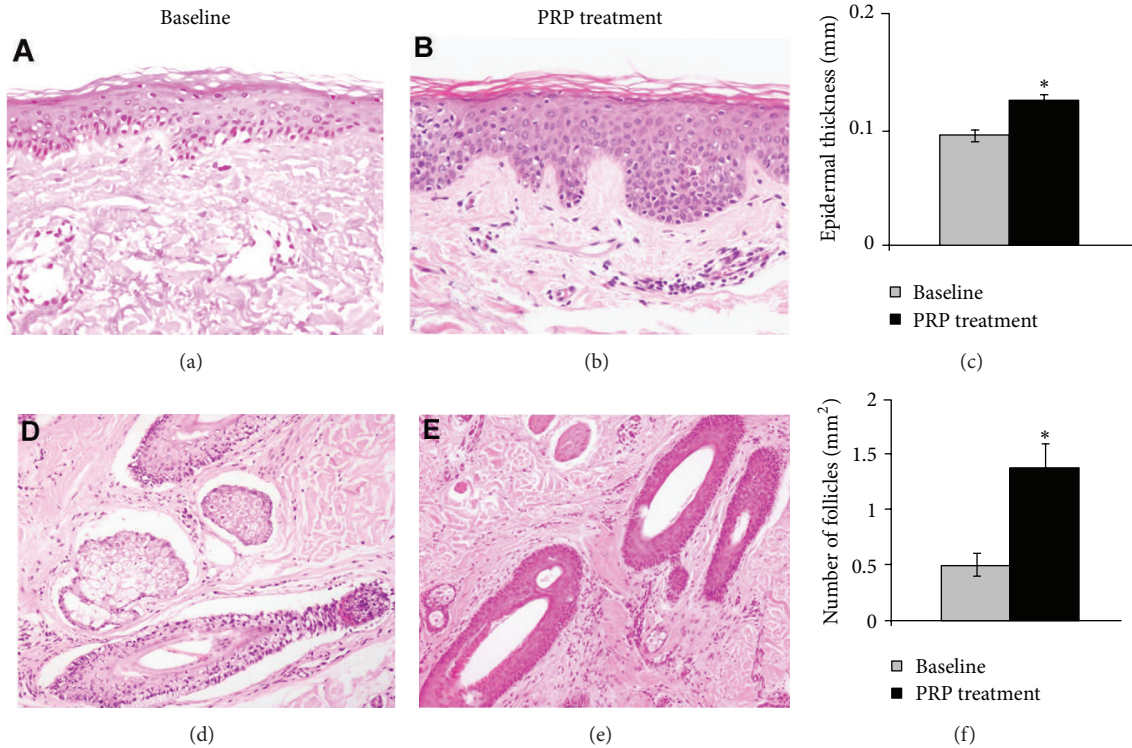 Baseline
PRP treatment
A
B
Epidermal thickness (mm)
0.2
0.1
0
*
Baseline
PRP treatment
(a)
(b)
(c)
D
E
Number of follicles (mm²)
2
1.5
1
0.5
0
*
Baseline
PRP treatment
(d)
(e)
(f)